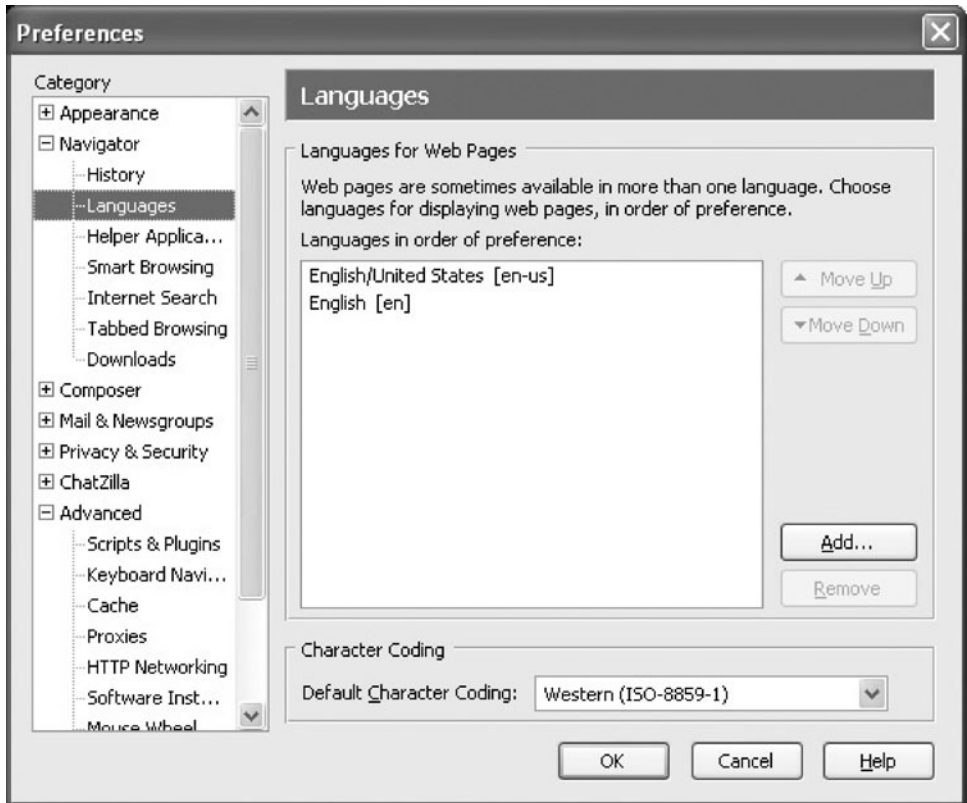 Preferences
Category
Appearance
Navigator
History
Languages
Helper Applica...
Smart Browsing
Internet Search
Tabbed Browsing
Downloads
Composer
Mail & Newsgroups
Privacy & Security
ChatZilla
Advanced
Scripts & Plugins
Keyboard Navi...
Cache
Proxies
HTTP Networking
Software Inst...
Mouse Wheel
Languages
Languages for Web Pages
Web pages are sometimes available in more than one language. Choose
languages for displaying web pages, in order of preference.
Languages in order of preference:
English/United States [en-us]
English [en]
Move Up
Move Down
Add...
Remove
Character Coding
Default Character Coding: Western (ISO-8859-1)
OK Cancel Help